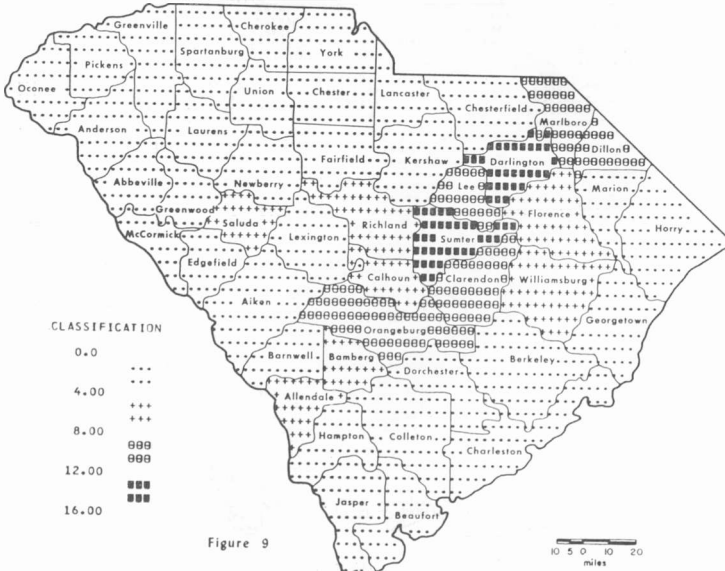 Greenville
Cherokee
Spartanburg
York
Pickens
Oconee
Union
Chester
Lancaster
Chesterfield
Marlboro
Anderson
Laurens
Fairfield
Kershaw
Darlington
Dillon
Abbeville
Newberry
Lee
Marion
Greenwood
Saluda
Richland
Florence
Horry
McCormick
Lexington
Sumter
Edgefield
Calhoun
Clarendon
Williamsburg
Aiken
Georgetown
Orangeburg
Barnwell
Bamberg
Berkeley
Dorchester
Allendale
Hampton
Colleton
Charleston
Jasper
Beaufort
CLASSIFICATION
0.0
4.00
8.00
12.00
16.00
Figure 9
10 5 0 10 20
miles